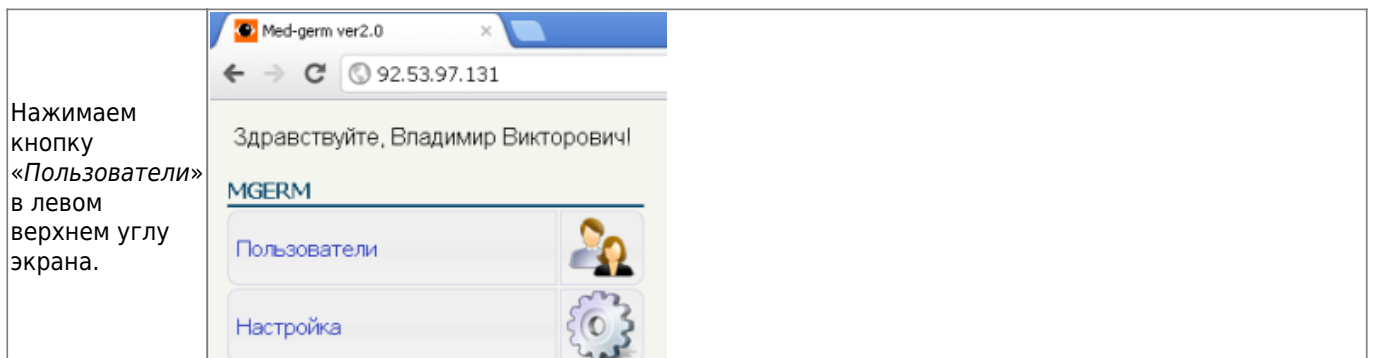 Нажимаем
кнопку
«Пользователи»
в левом
верхнем углу
экрана.
Med-germ ver2.0
92.53.97.131
Здравствуйте, Владимир Викторович!
MGERM
Пользователи
Настройка